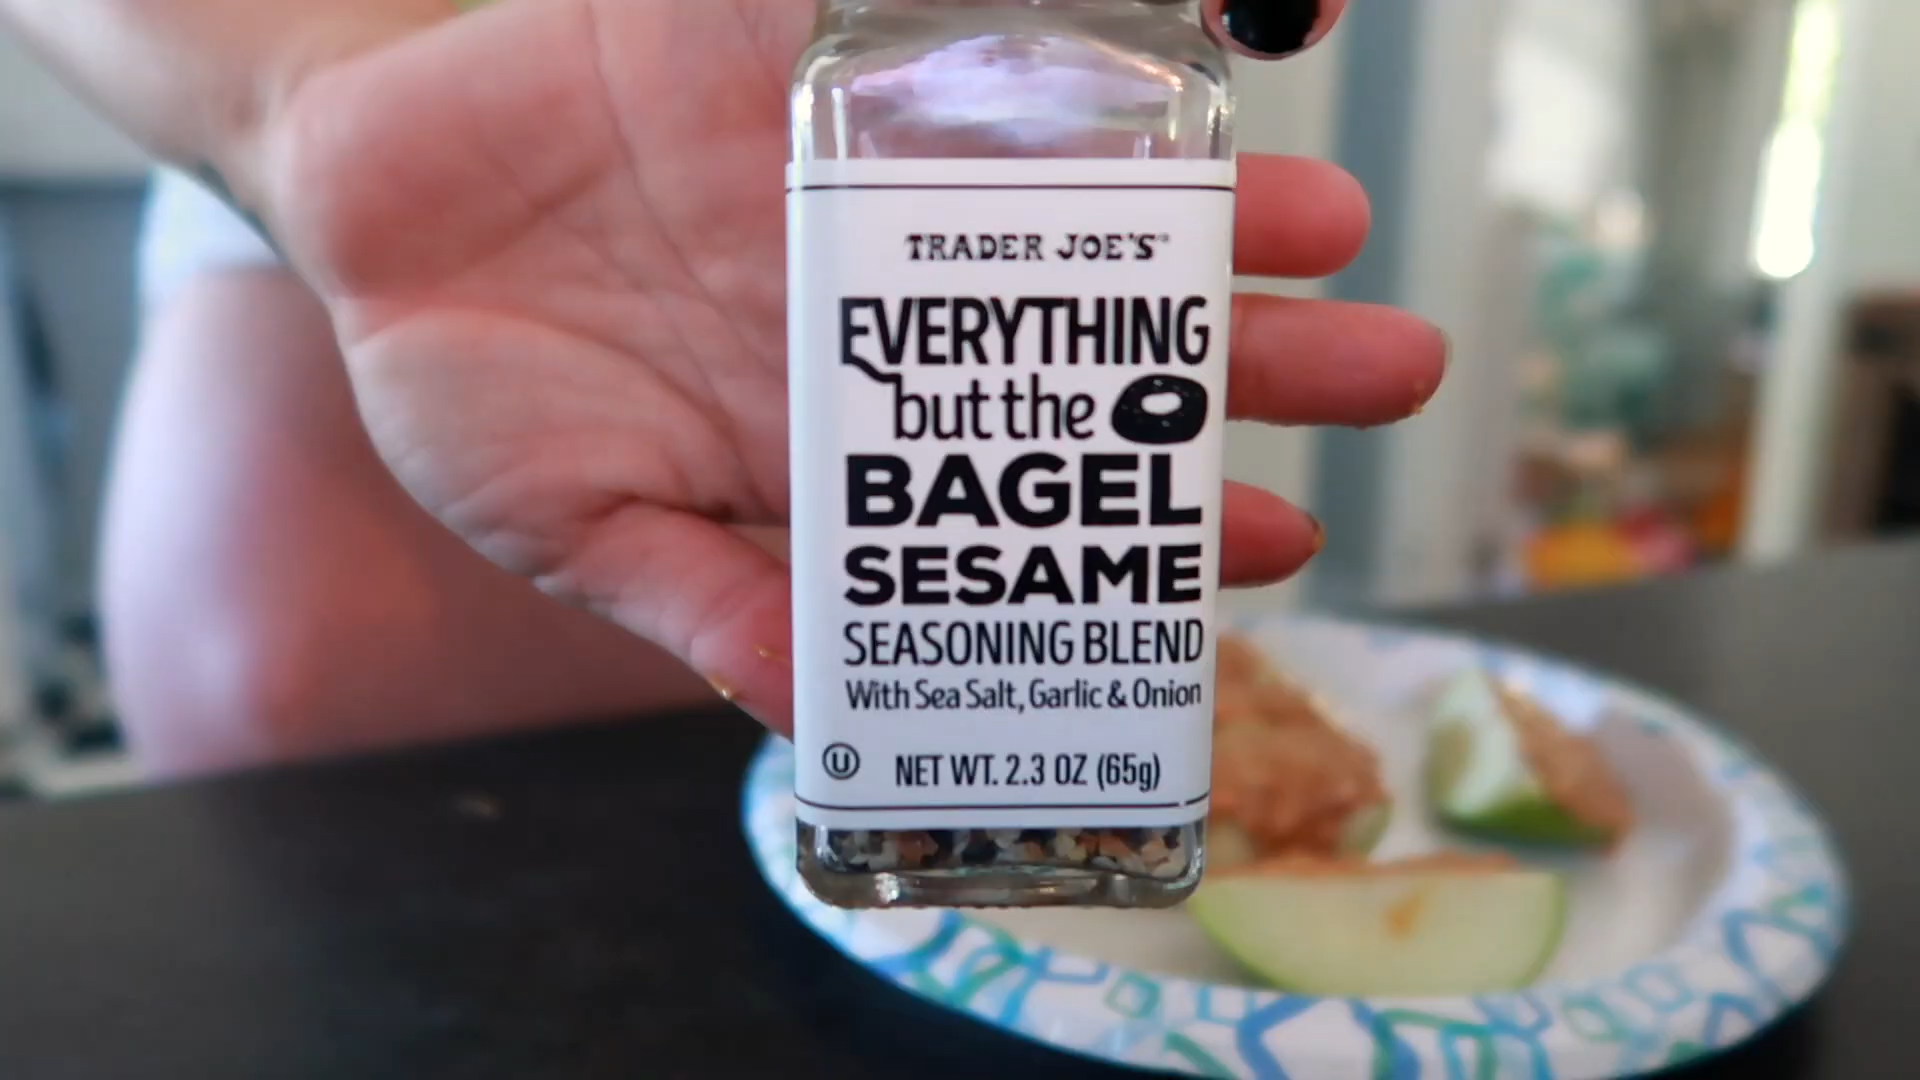 TRADER JOE'S™
EVERYTHING
but the
BAGEL
SESAME
SEASONING BLEND
With Sea Salt, Garlic & Onion
U NET WT. 2.3 OZ (65g)